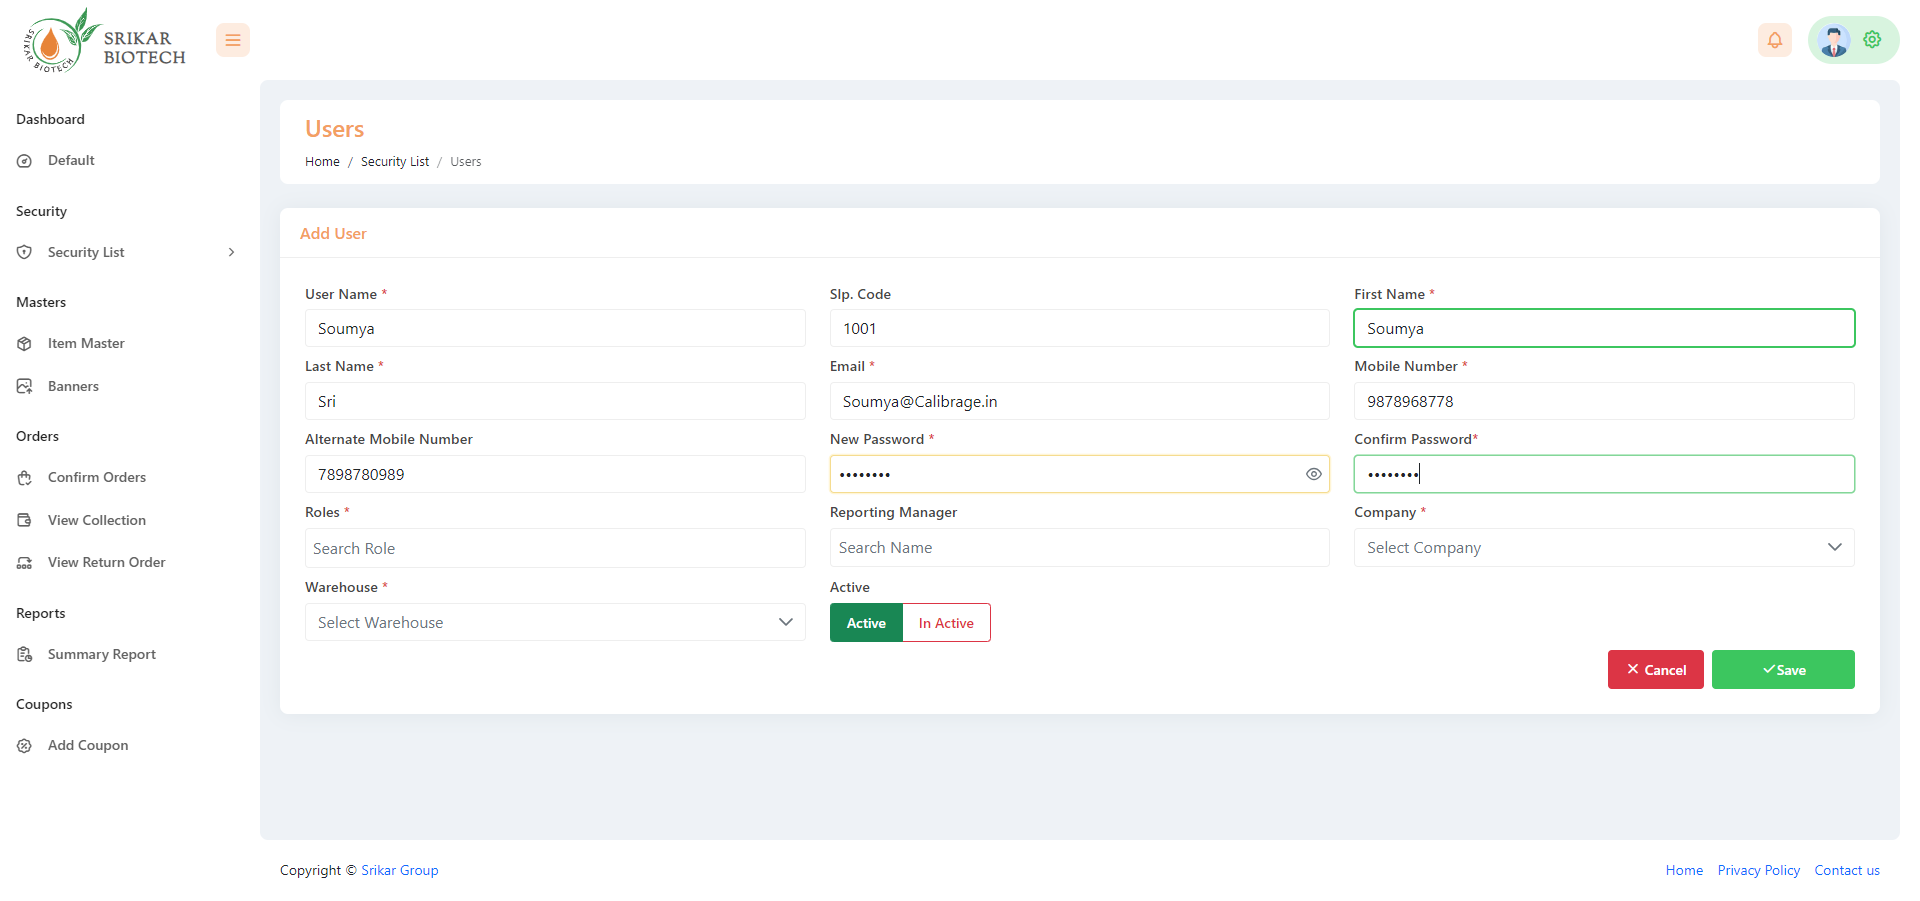 SRIKAR BIOTECH
SRIKAR
BIOTECH
Dashboard
Default
Security
Security List
Masters
Item Master
Banners
Orders
Confirm Orders
View Collection
View Return Order
Reports
Summary Report
Coupons
Add Coupon
Users
Home / Security List / Users
Add User
User Name * Slp. Code First Name *
Soumya 1001 Soumya
Last Name * Email * Mobile Number *
Sri Soumya@Calibrage.in 9878968778
Alternate Mobile Number New Password * Confirm Password*
7898780989 •••••••• ••••••••
Roles * Reporting Manager Company *
Search Role Search Name Select Company
Warehouse * Active
Select Warehouse Active In Active
Cancel Save
Copyright © Srikar Group Home Privacy Policy Contact us